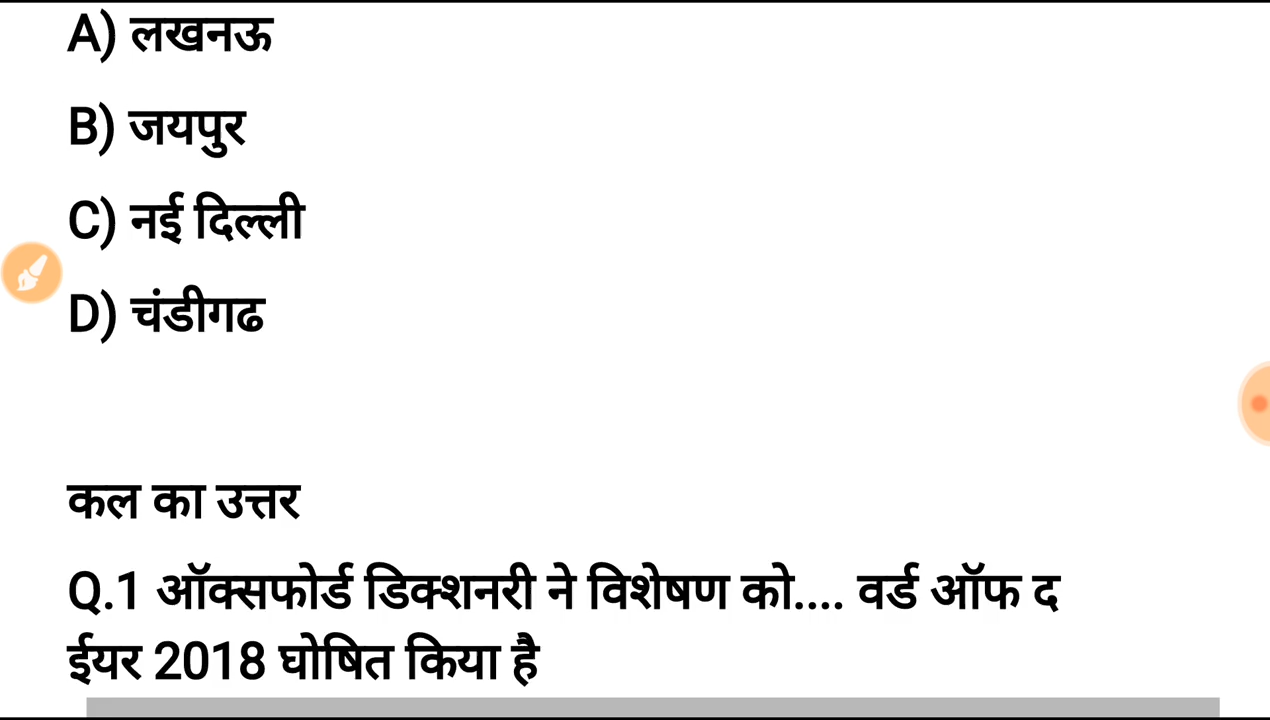 A) लखनऊ
B) जयपुर
C) नई दिल्ली
D) चंडीगढ
कल का उत्तर
Q.1 ऑक्सफोर्ड डिक्शनरी ने विशेषण को.... वर्ड ऑफ द
ईयर 2018 घोषित किया है